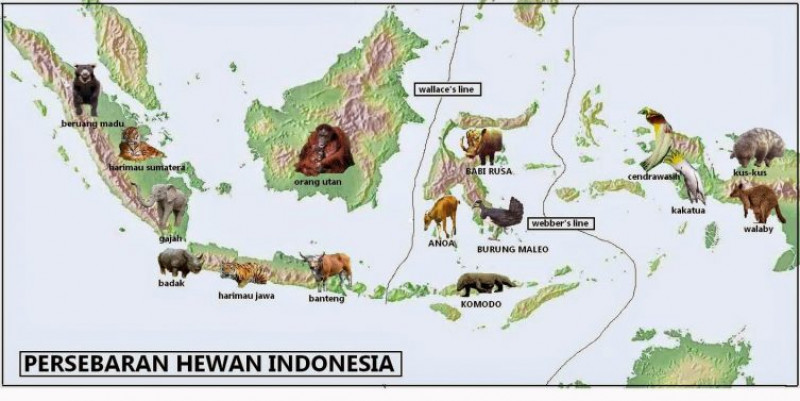 wallace's line
beruang madu
harimau sumatera
orang utan
BABI RUSA
cendrawasih
kus-kus
kakatua
walaby
gajah
ANOA
BURUNG MALEO
webber's line
badak
harimau jawa
banteng
KOMODO
PERSEBARAN HEWAN INDONESIA